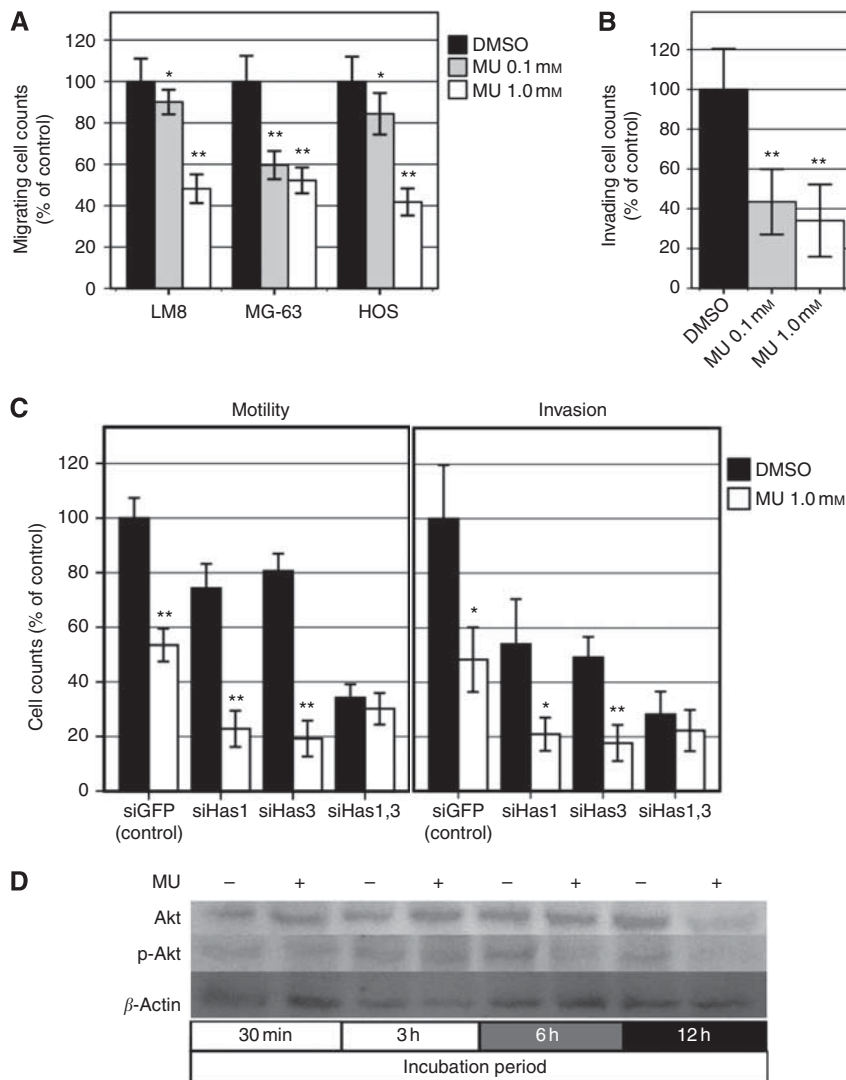 A
120
100
80
60
40
20
0
Migrating cell counts
(% of control)
*
**
**
**
*
**
LM8
MG-63
HOS
DMSO
MU 0.1 mM
MU 1.0 mM
B
120
100
80
60
40
20
0
Invading cell counts
(% of control)
**
**
DMSO
MU 0.1 mM
MU 1.0 mM
C
Motility
Invasion
120
100
80
60
40
20
0
Cell counts (% of control)
**
**
**
*
*
**
DMSO
MU 1.0 mM
siGFP
(control)
siHas1
siHas3
siHas1,3
siGFP
(control)
siHas1
siHas3
siHas1,3
D
MU – + – + – + – +
Akt
p-Akt
β-Actin
30 min 3 h 6 h 12 h
Incubation period